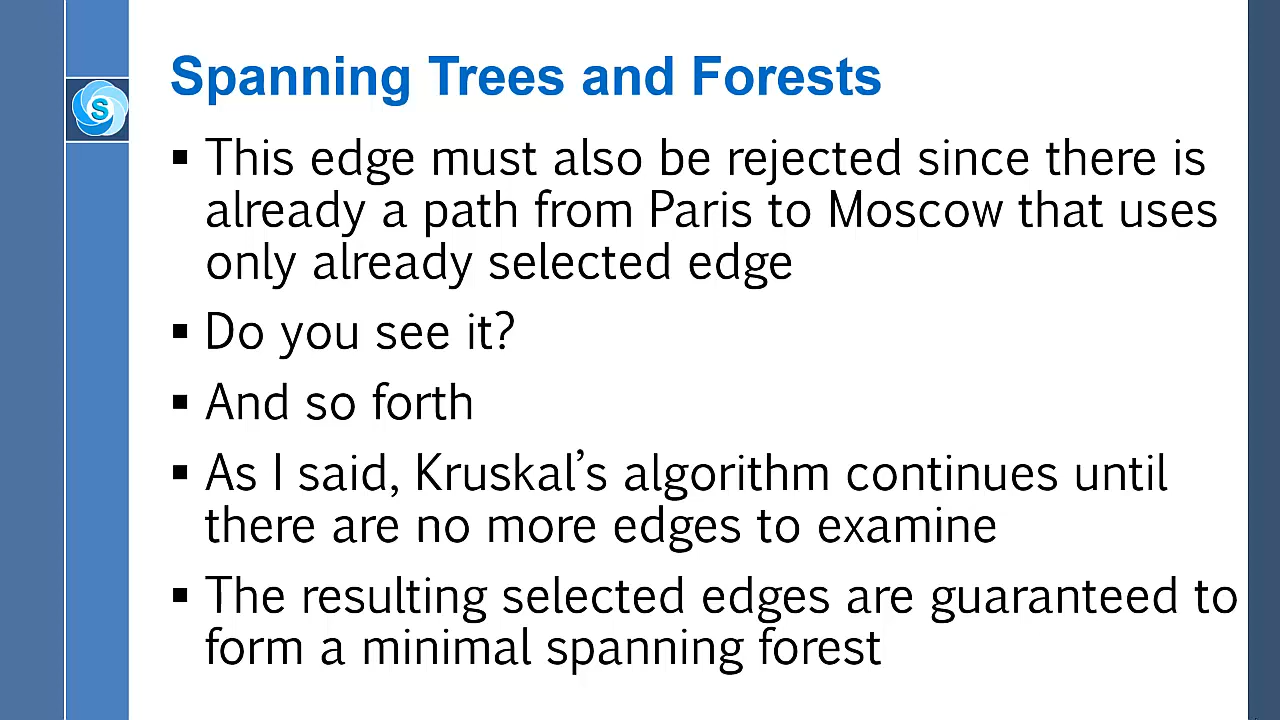 S
Spanning Trees and Forests
▪ This edge must also be rejected since there is
already a path from Paris to Moscow that uses
only already selected edge
▪ Do you see it?
▪ And so forth
▪ As I said, Kruskal’s algorithm continues until
there are no more edges to examine
▪ The resulting selected edges are guaranteed to
form a minimal spanning forest